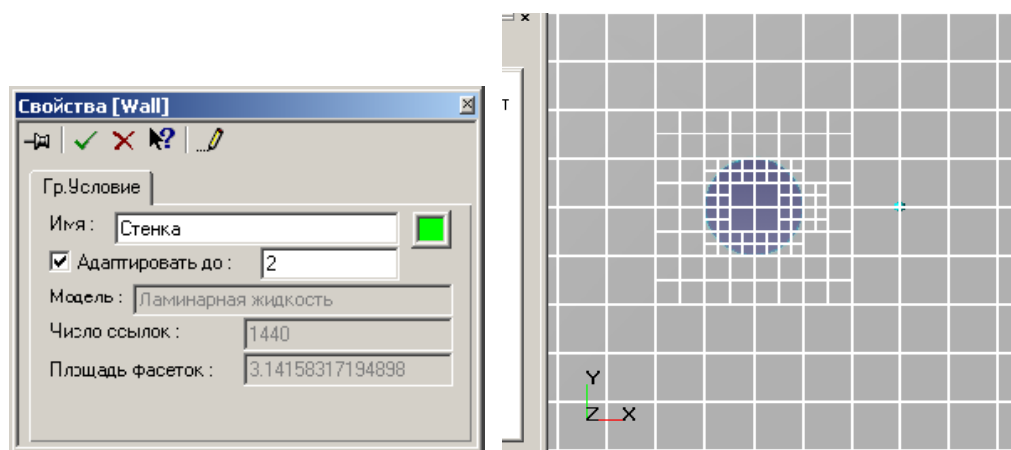 Свойства [Wall]
Гр.Условие
Имя : Стенка
Адаптировать до : 2
Модель : Ламинарная жидкость
Число ссылок : 1440
Площадь фасеток : 3.14158317194898
т
Y
Z X